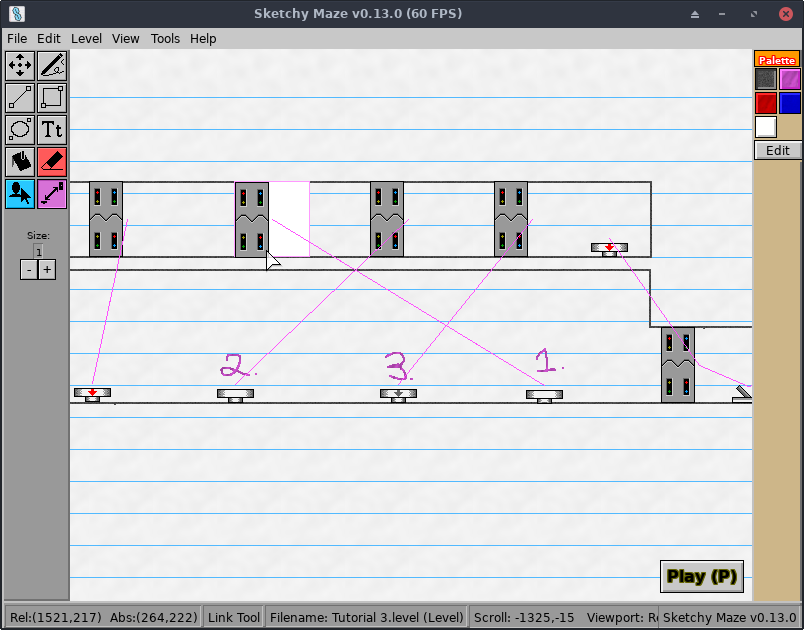 Sketchy Maze v0.13.0 (60 FPS)
File Edit Level View Tools Help
Palette
Tt
Edit
Size:
1
- +
2. 3. 1.
Play (P)
Rel:(1521,217) Abs:(264,222) Link Tool Filename: Tutorial 3.level (Level) Scroll: -1325,-15 Viewport: Re Sketchy Maze v0.13.0